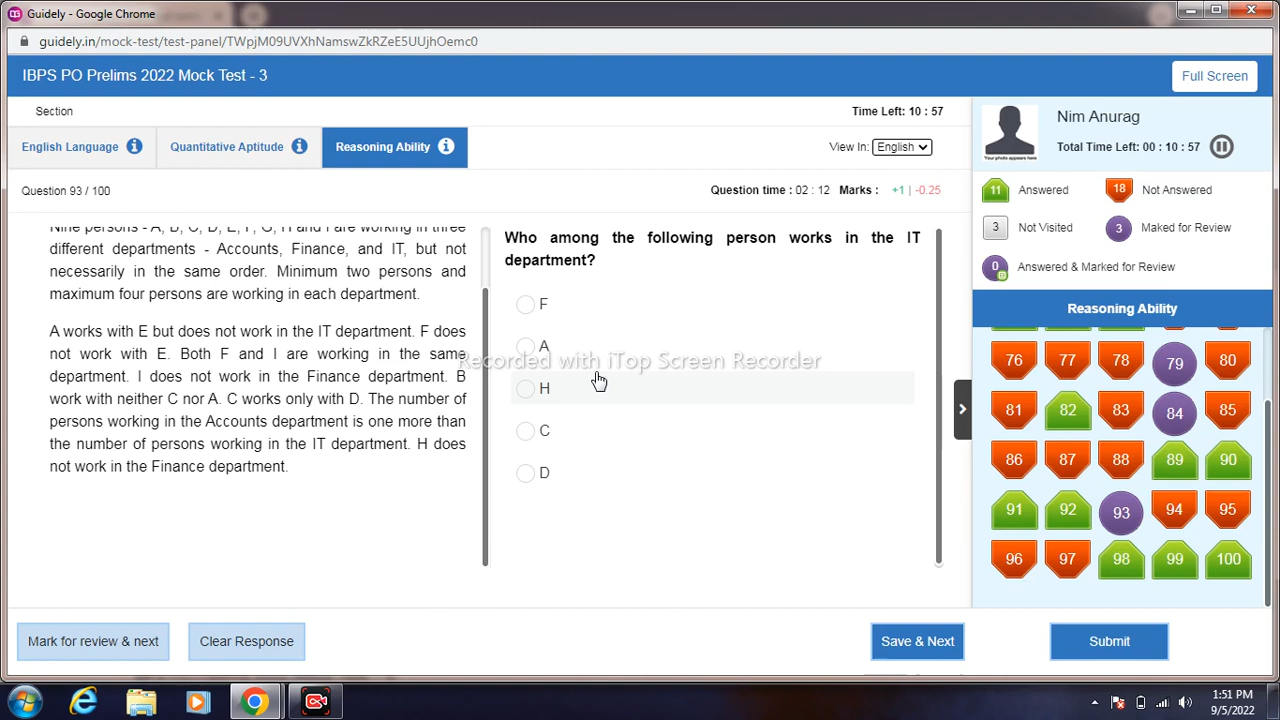 Guidely - Google Chrome
guidely.in/mock-test/test-panel/TWpjM09UVXhNamswZkRZeE5UUjhOemc0
IBPS PO Prelims 2022 Mock Test - 3
Full Screen
Section
Time Left: 10 : 57
English Language
Quantitative Aptitude
Reasoning Ability
View In: English
Question 93 / 100
Question time : 02 : 12 Marks : +1 | -0.25
Nine persons - A, B, C, D, E, F, G, H and I are working in three
different departments - Accounts, Finance, and IT, but not
necessarily in the same order. Minimum two persons and
maximum four persons are working in each department.
A works with E but does not work in the IT department. F does
not work with E. Both F and I are working in the same
department. I does not work in the Finance department. B
work with neither C nor A. C works only with D. The number of
persons working in the Accounts department is one more than
the number of persons working in the IT department. H does
not work in the Finance department.
Who among the following person works in the IT
department?
F
A
H
C
D
Recorded with iTop Screen Recorder
Nim Anurag
Total Time Left: 00 : 10 : 57
Your photo appears here
11 Answered
18 Not Answered
3 Not Visited
3 Maked for Review
0 Answered & Marked for Review
Reasoning Ability
76 77 78 79 80
81 82 83 84 85
86 87 88 89 90
91 92 93 94 95
96 97 98 99 100
Mark for review & next
Clear Response
Save & Next
Submit
1:51 PM
9/5/2022